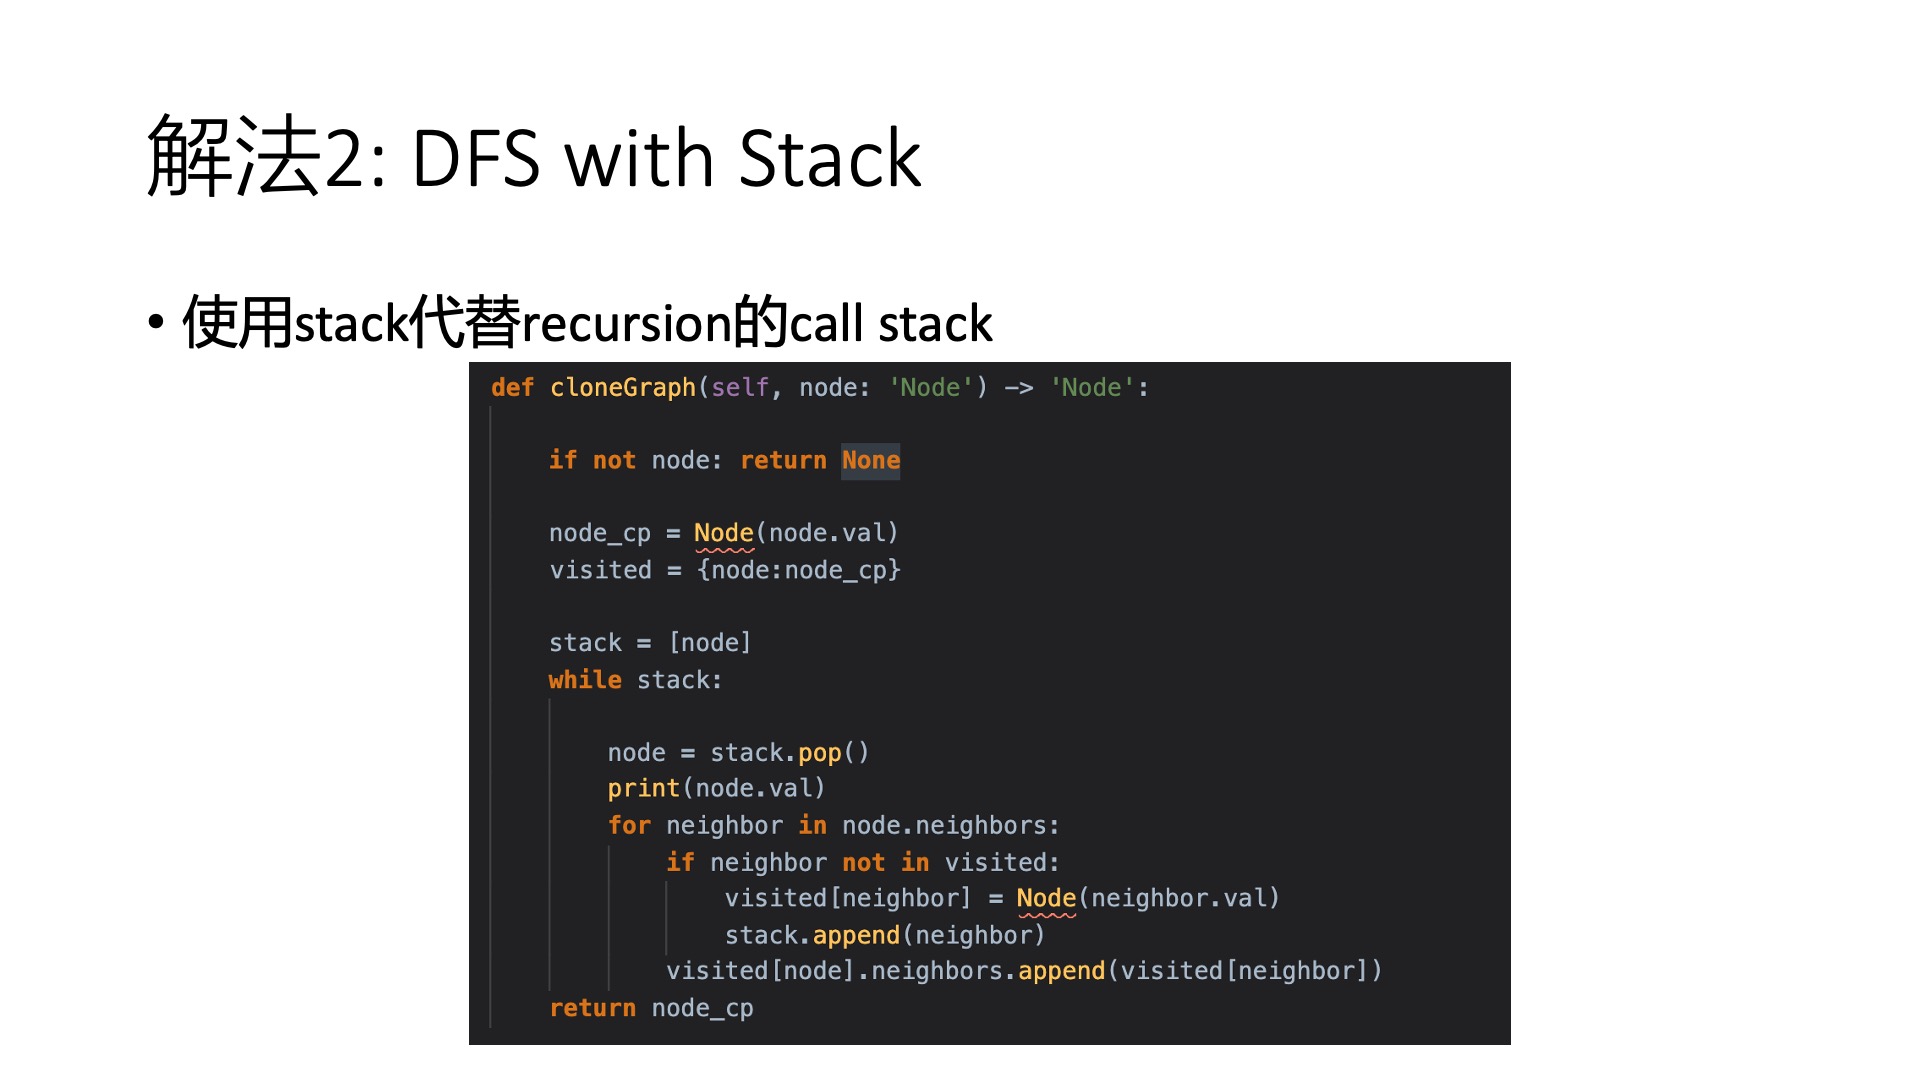 解法2: DFS with Stack
• 使用stack代替recursion的call stack
def cloneGraph(self, node: 'Node') -> 'Node':
if not node: return None
node_cp = Node(node.val)
visited = {node:node_cp}
stack = [node]
while stack:
node = stack.pop()
print(node.val)
for neighbor in node.neighbors:
if neighbor not in visited:
visited[neighbor] = Node(neighbor.val)
stack.append(neighbor)
visited[node].neighbors.append(visited[neighbor])
return node_cp